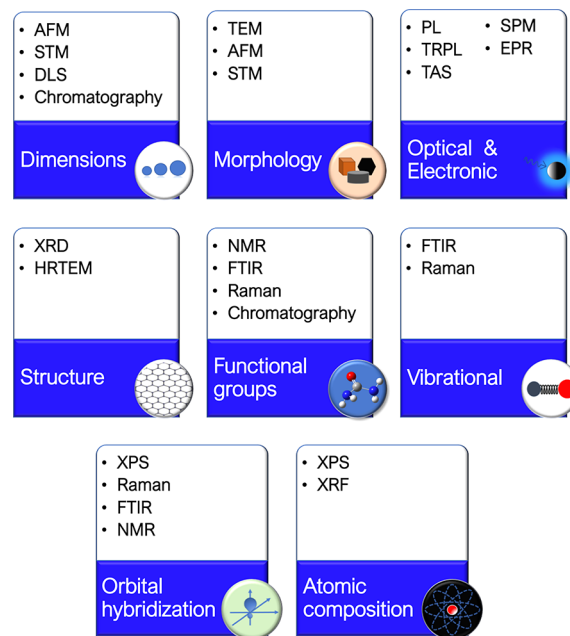 • AFM
• STM
• DLS
• Chromatography
Dimensions
• TEM
• AFM
• STM
Morphology
• PL
• TRPL
• TAS
• SPM
• EPR
Optical &
Electronic
• XRD
• HRTEM
Structure
• NMR
• FTIR
• Raman
• Chromatography
Functional
groups
• FTIR
• Raman
Vibrational
• XPS
• Raman
• FTIR
• NMR
Orbital
hybridization
• XPS
• XRF
Atomic
composition